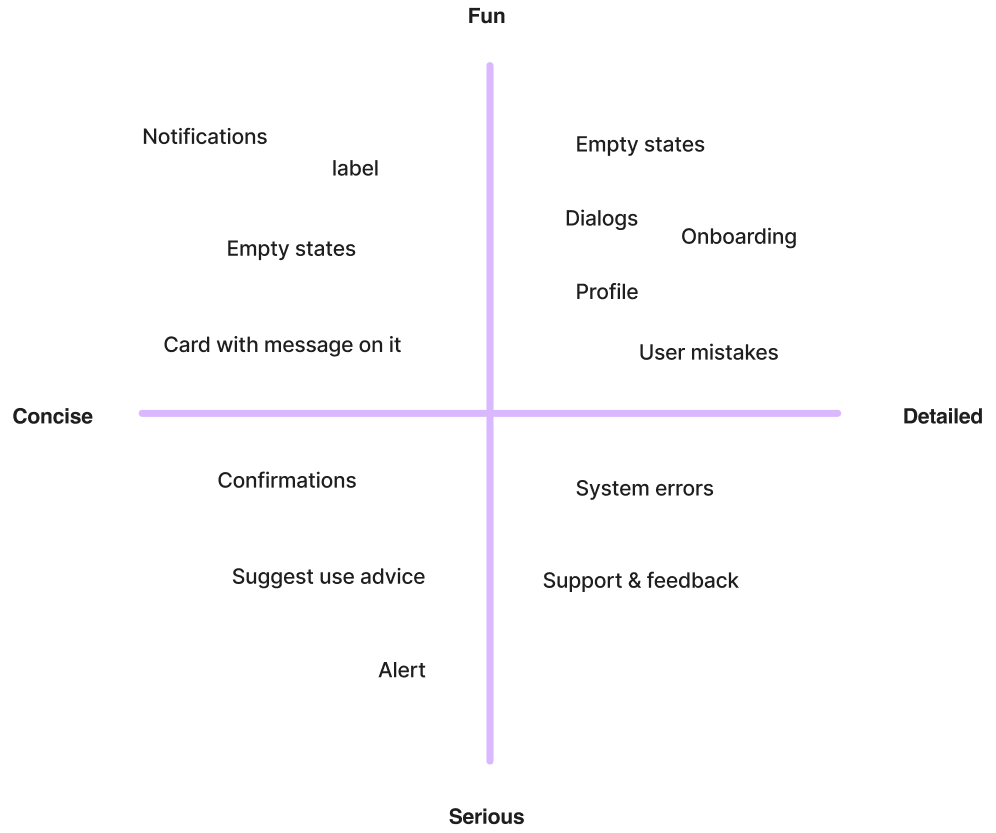 Fun
Notifications
Empty states
label
Dialogs
Onboarding
Empty states
Profile
Card with message on it
User mistakes
Concise
Detailed
Confirmations
System errors
Suggest use advice
Support & feedback
Alert
Serious